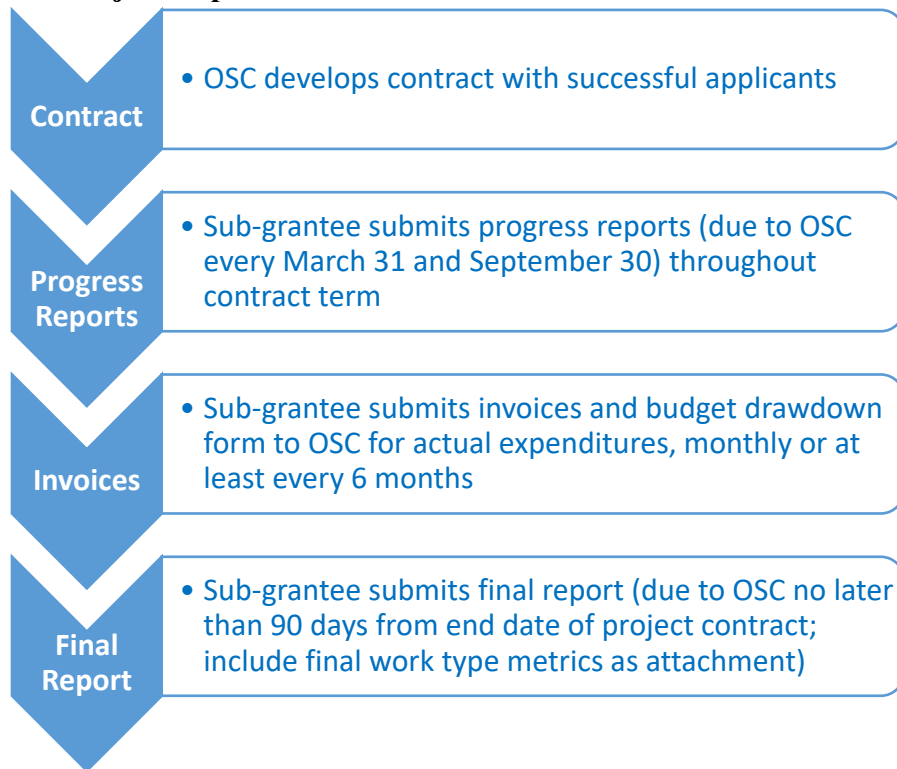 Contract
• OSC develops contract with successful applicants
Progress
Reports
• Sub-grantee submits progress reports (due to OSC
every March 31 and September 30) throughout
contract term
Invoices
• Sub-grantee submits invoices and budget drawdown
form to OSC for actual expenditures, monthly or at
least every 6 months
Final
Report
• Sub-grantee submits final report (due to OSC no later
than 90 days from end date of project contract;
include final work type metrics as attachment)